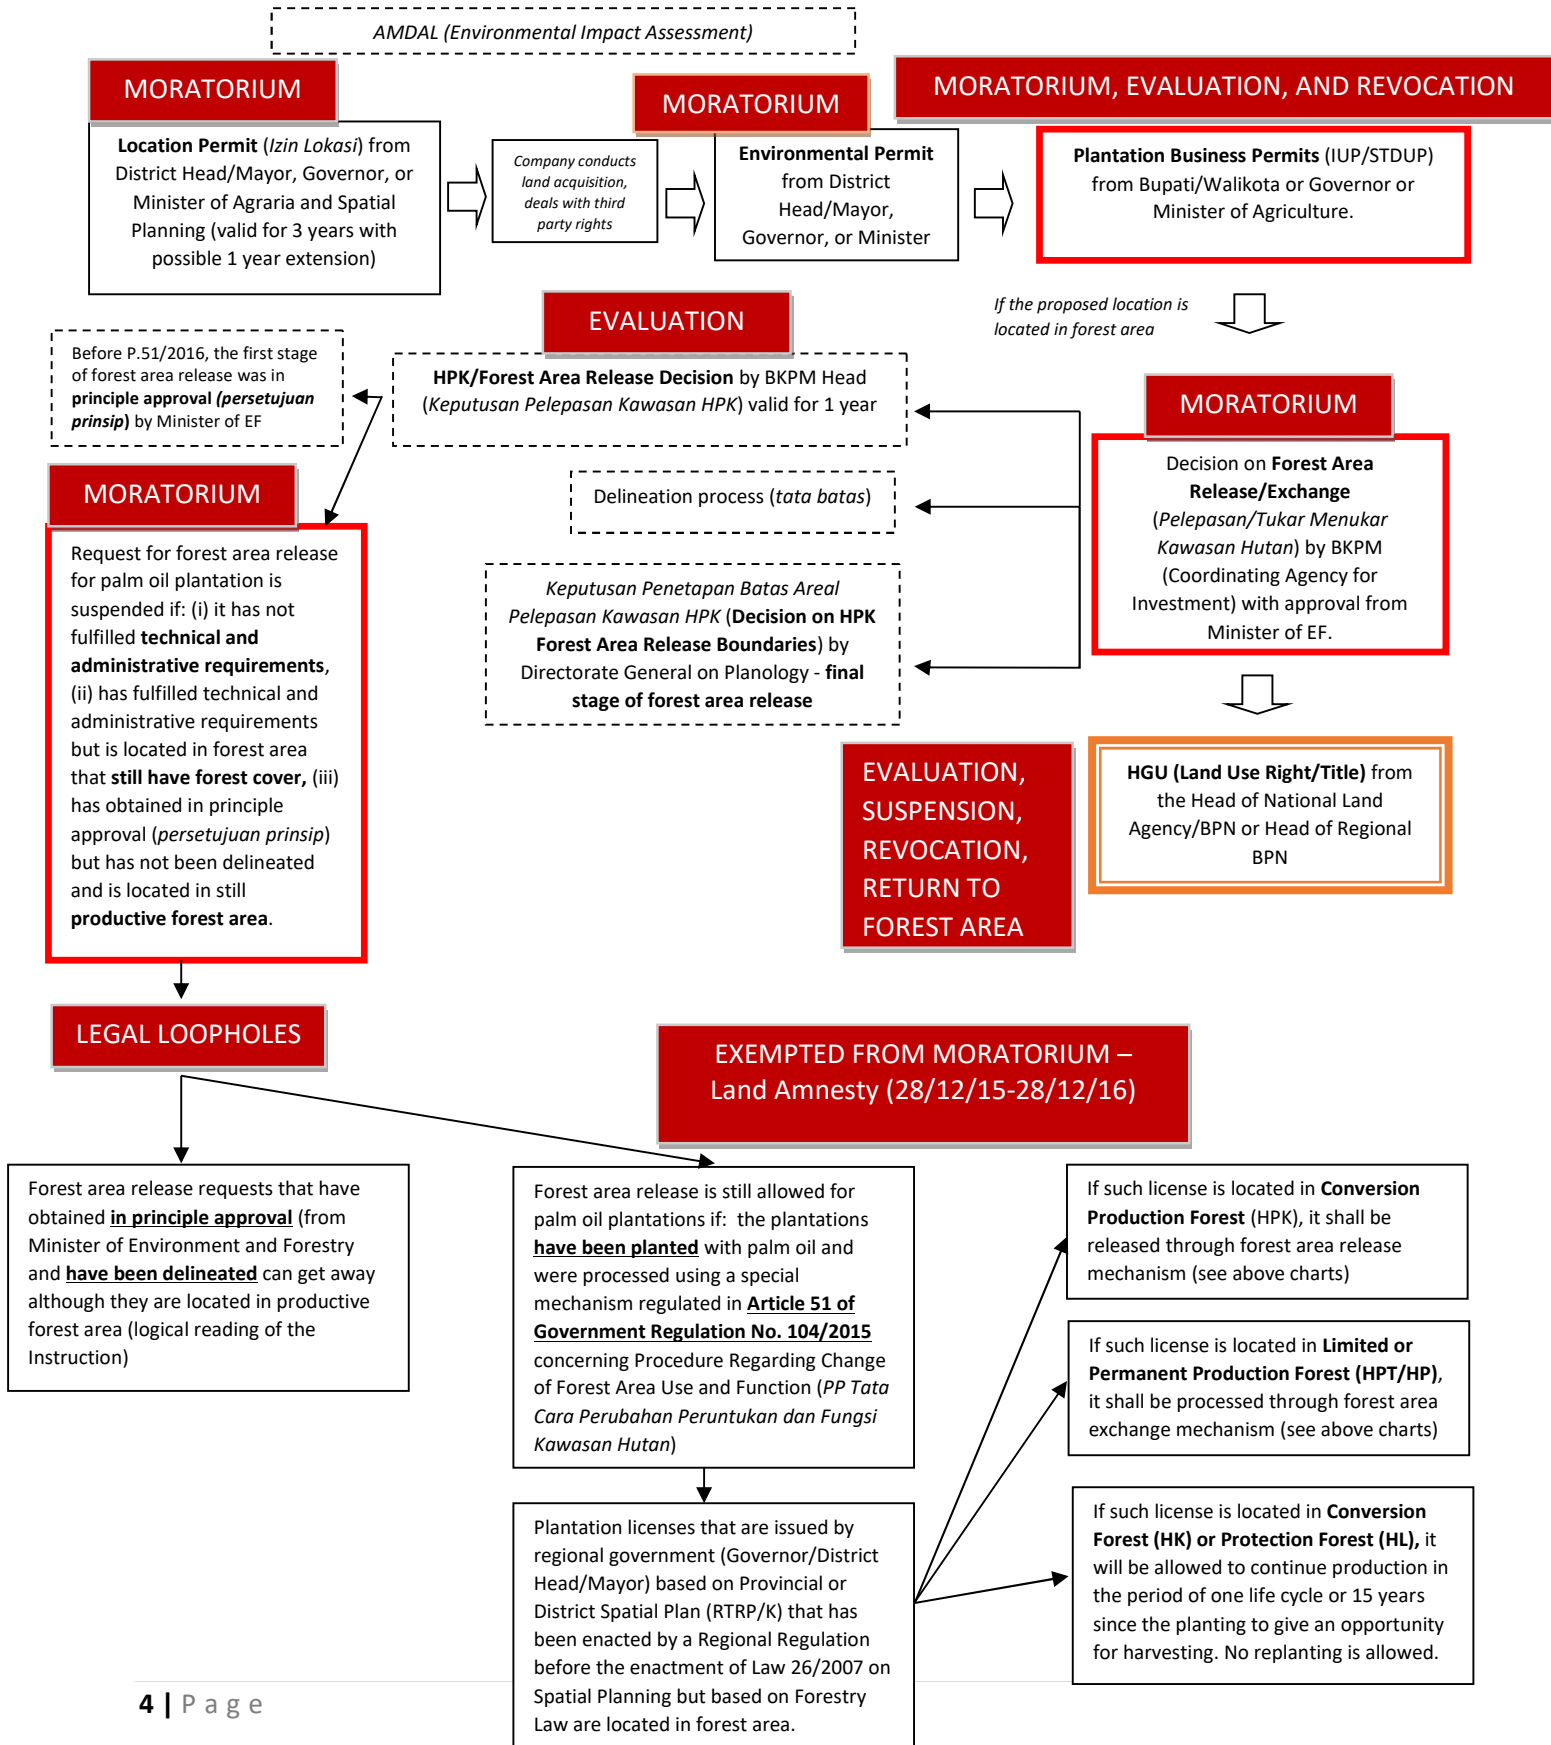 AMDAL (Environmental Impact Assessment)
MORATORIUM
Location Permit (Izin Lokasi) from
District Head/Mayor, Governor, or
Minister of Agraria and Spatial
Planning (valid for 3 years with
possible 1 year extension)
Company conducts
land acquisition,
deals with third
party rights
MORATORIUM
Environmental Permit
from District
Head/Mayor,
Governor, or Minister
MORATORIUM, EVALUATION, AND REVOCATION
Plantation Business Permits (IUP/STDUP)
from Bupati/Walikota or Governor or
Minister of Agriculture.
If the proposed location is
located in forest area
EVALUATION
HPK/Forest Area Release Decision by BKPM Head
(Keputusan Pelepasan Kawasan HPK) valid for 1 year
Before P.51/2016, the first stage
of forest area release was in
principle approval (persetujuan
prinsip) by Minister of EF
MORATORIUM
Decision on Forest Area
Release/Exchange
(Pelepasan/Tukar Menukar
Kawasan Hutan) by BKPM
(Coordinating Agency for
Investment) with approval from
Minister of EF.
Delineation process (tata batas)
Keputusan Penetapan Batas Areal
Pelepasan Kawasan HPK (Decision on HPK
Forest Area Release Boundaries) by
Directorate General on Planology - final
stage of forest area release
MORATORIUM
Request for forest area release
for palm oil plantation is
suspended if: (i) it has not
fulfilled technical and
administrative requirements,
(ii) has fulfilled technical and
administrative requirements
but is located in forest area
that still have forest cover, (iii)
has obtained in principle
approval (persetujuan prinsip)
but has not been delineated
and is located in still
productive forest area.
EVALUATION,
SUSPENSION,
REVOCATION,
RETURN TO
FOREST AREA
HGU (Land Use Right/Title) from
the Head of National Land
Agency/BPN or Head of Regional
BPN
LEGAL LOOPHOLES
EXEMPTED FROM MORATORIUM –
Land Amnesty (28/12/15-28/12/16)
Forest area release requests that have
obtained in principle approval (from
Minister of Environment and Forestry
and have been delineated can get away
although they are located in productive
forest area (logical reading of the
Instruction)
Forest area release is still allowed for
palm oil plantations if: the plantations
have been planted with palm oil and
were processed using a special
mechanism regulated in Article 51 of
Government Regulation No. 104/2015
concerning Procedure Regarding Change
of Forest Area Use and Function (PP Tata
Cara Perubahan Peruntukan dan Fungsi
Kawasan Hutan)
Plantation licenses that are issued by
regional government (Governor/District
Head/Mayor) based on Provincial or
District Spatial Plan (RTRP/K) that has
been enacted by a Regional Regulation
before the enactment of Law 26/2007 on
Spatial Planning but based on Forestry
Law are located in forest area.
If such license is located in Conversion
Production Forest (HPK), it shall be
released through forest area release
mechanism (see above charts)
If such license is located in Limited or
Permanent Production Forest (HPT/HP),
it shall be processed through forest area
exchange mechanism (see above charts)
If such license is located in Conversion
Forest (HK) or Protection Forest (HL), it
will be allowed to continue production in
the period of one life cycle or 15 years
since the planting to give an opportunity
for harvesting. No replanting is allowed.
4 | P a g e